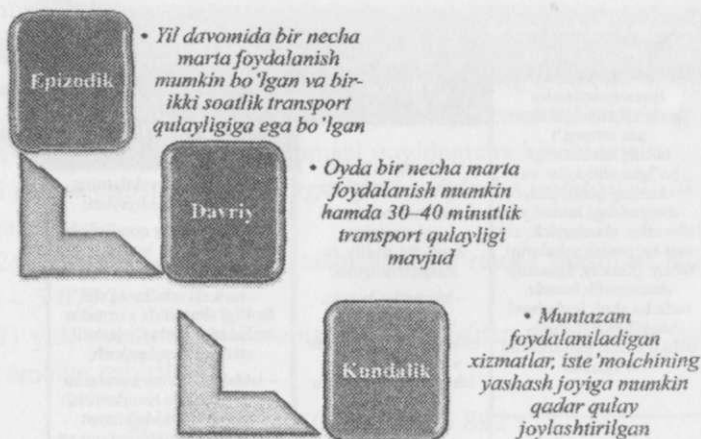 Epizodik
• Yil davomida bir necha
marta foydalanish
mumkin bo'lgan va bir-
ikki soatlik transport
qulayligiga ega bo'lgan
Davriy
• Oyda bir necha marta
foydalanish mumkin
hamda 30–40 minutlik
transport qulayligi
mavjud
Kundalik
• Muntazam
foydalaniladigan
xizmatlar, iste'molchining
yashash joyiga mumkin
qadar qulay
joylashtirilgan